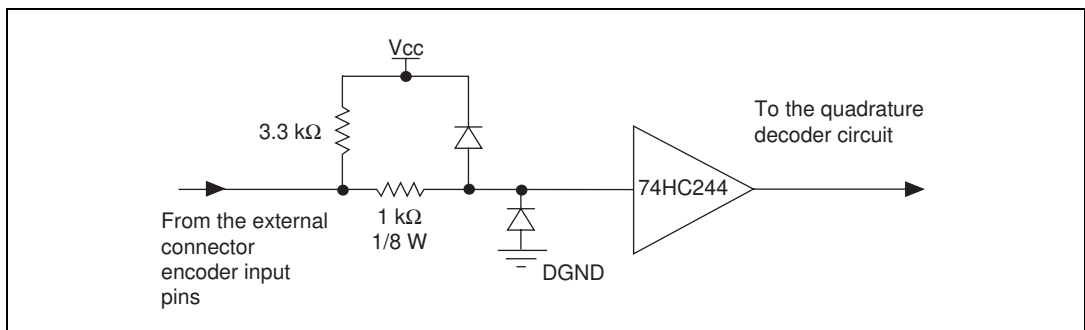 Vcc
3.3 kΩ
1 kΩ
1/8 W
From the external
connector
encoder input
pins
DGND
74HC244
To the quadrature
decoder circuit